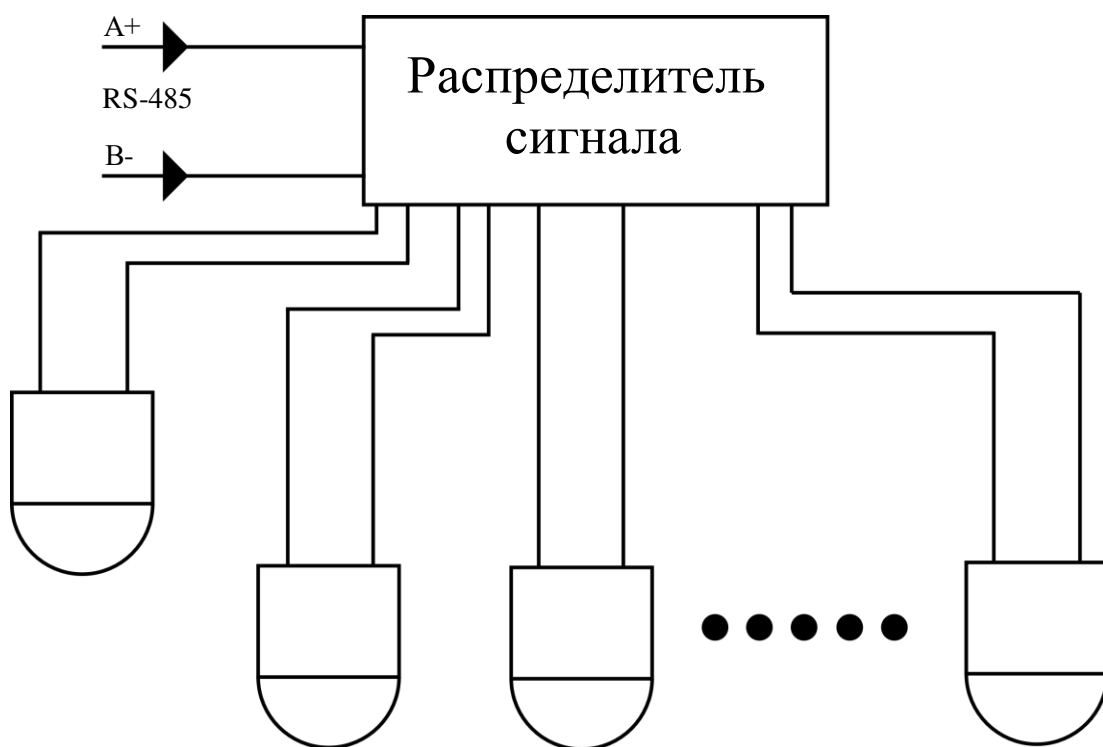 A+
RS-485
B-
Распределитель
сигнала